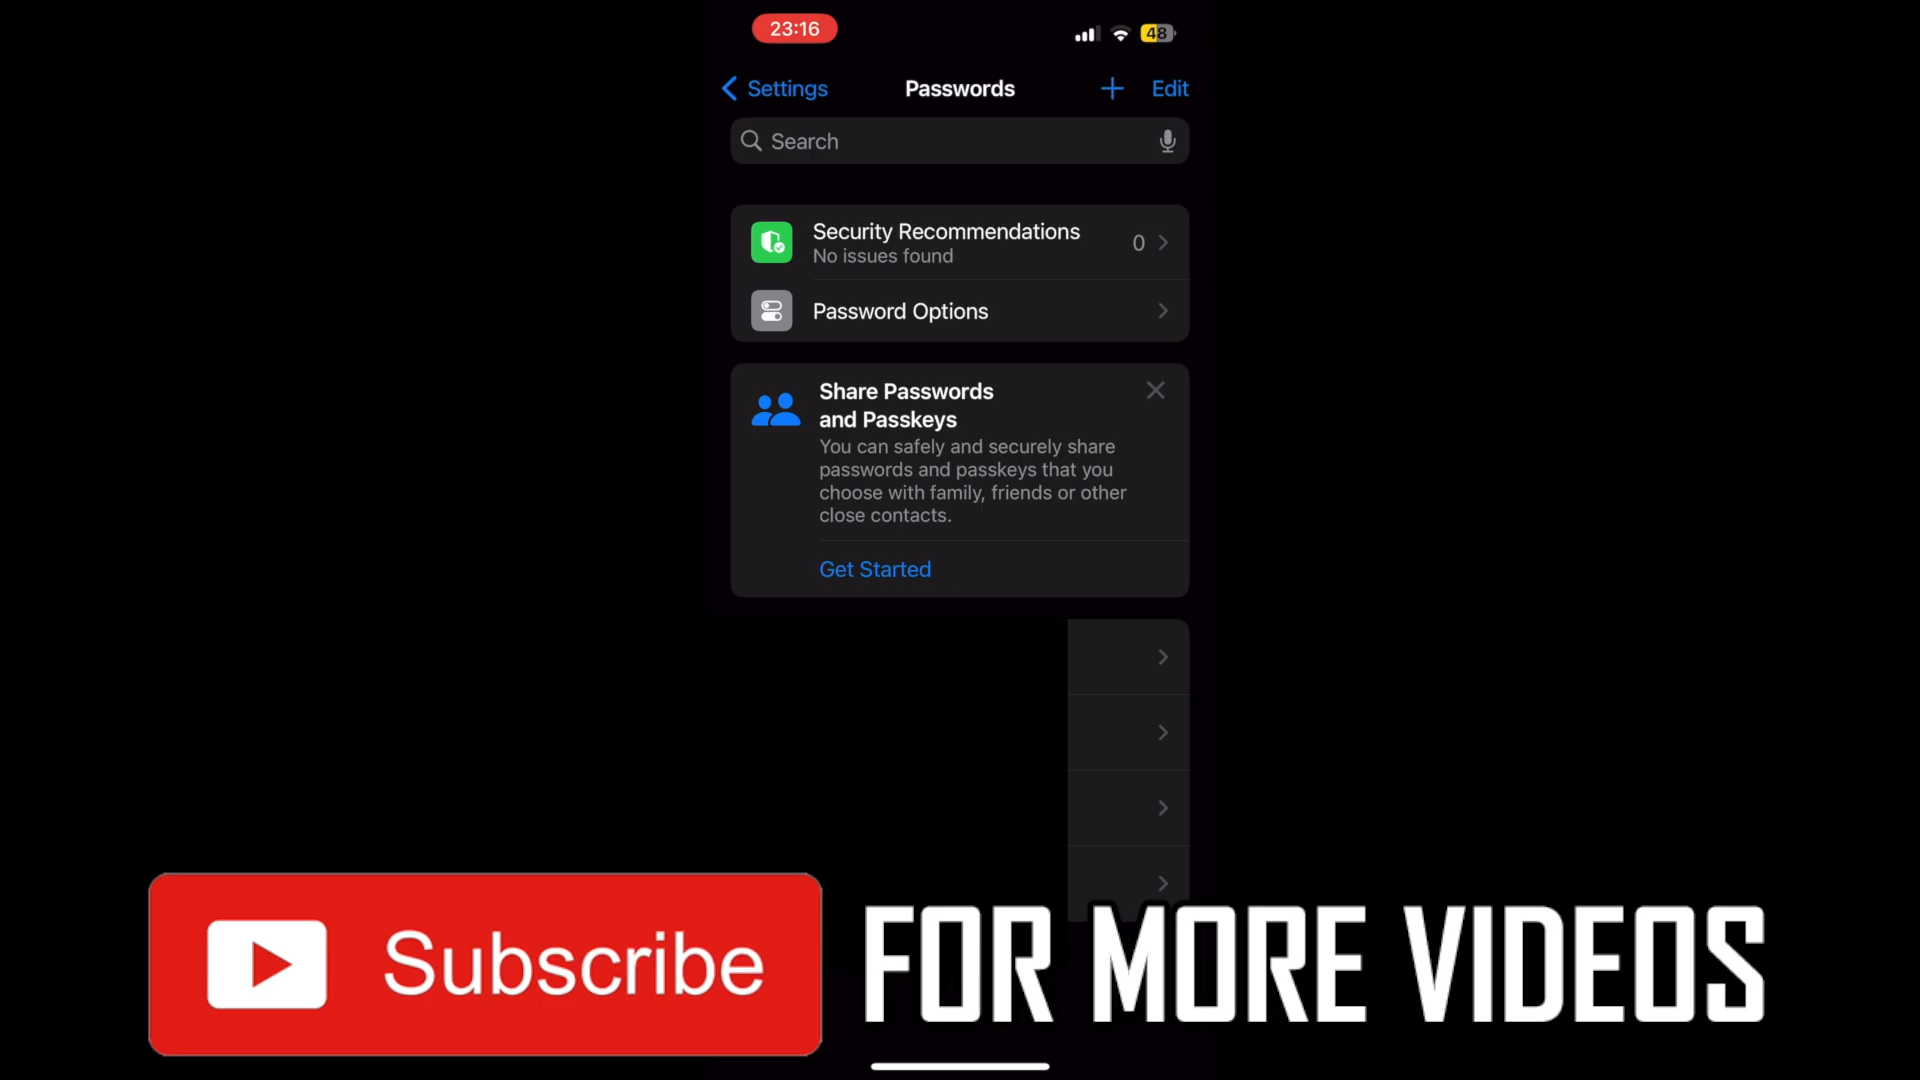 23:16
48
Settings
Passwords
Edit
Search
Security Recommendations
No issues found
0
Password Options
Share Passwords
and Passkeys
You can safely and securely share
passwords and passkeys that you
choose with family, friends or other
close contacts.
Get Started
Subscribe
FOR MORE VIDEOS